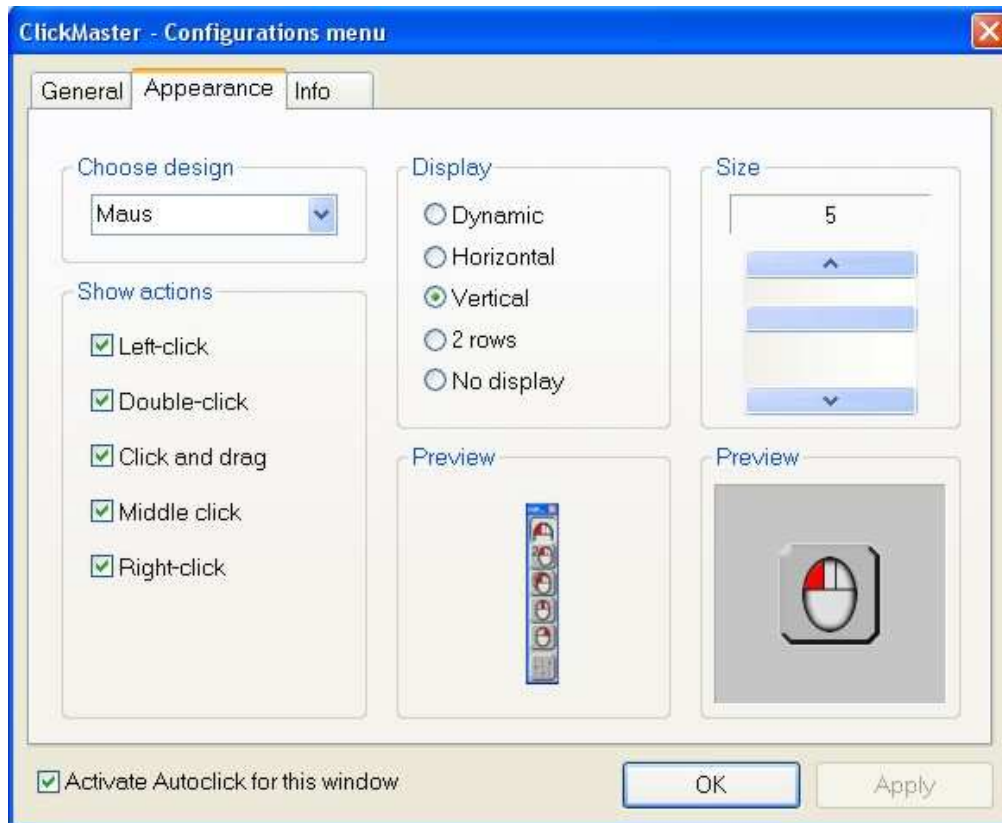 ClickMaster - Configurations menu
General Appearance Info
Choose design
Maus
Show actions
Left-click
Double-click
Click and drag
Middle click
Right-click
Display
Dynamic
Horizontal
Vertical
2 rows
No display
Size
5
Preview
Preview
Activate Autoclick for this window
OK Apply